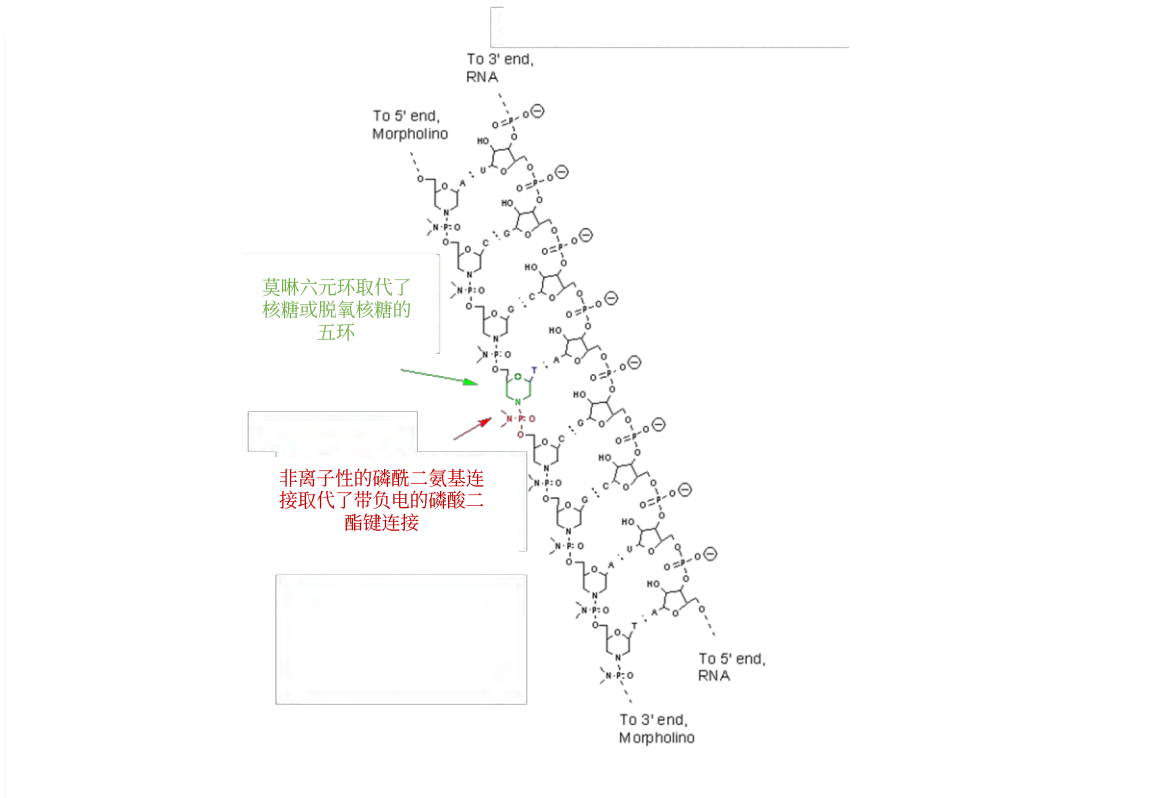 To 3' end,
RNA
To 5' end,
Morpholino
莫啉六元环取代了
核糖或脱氧核糖的
五环
非离子性的磷酰二氨基连
接取代了带负电的磷酸二
酯键连接
To 5' end,
RNA
To 3' end,
Morpholino